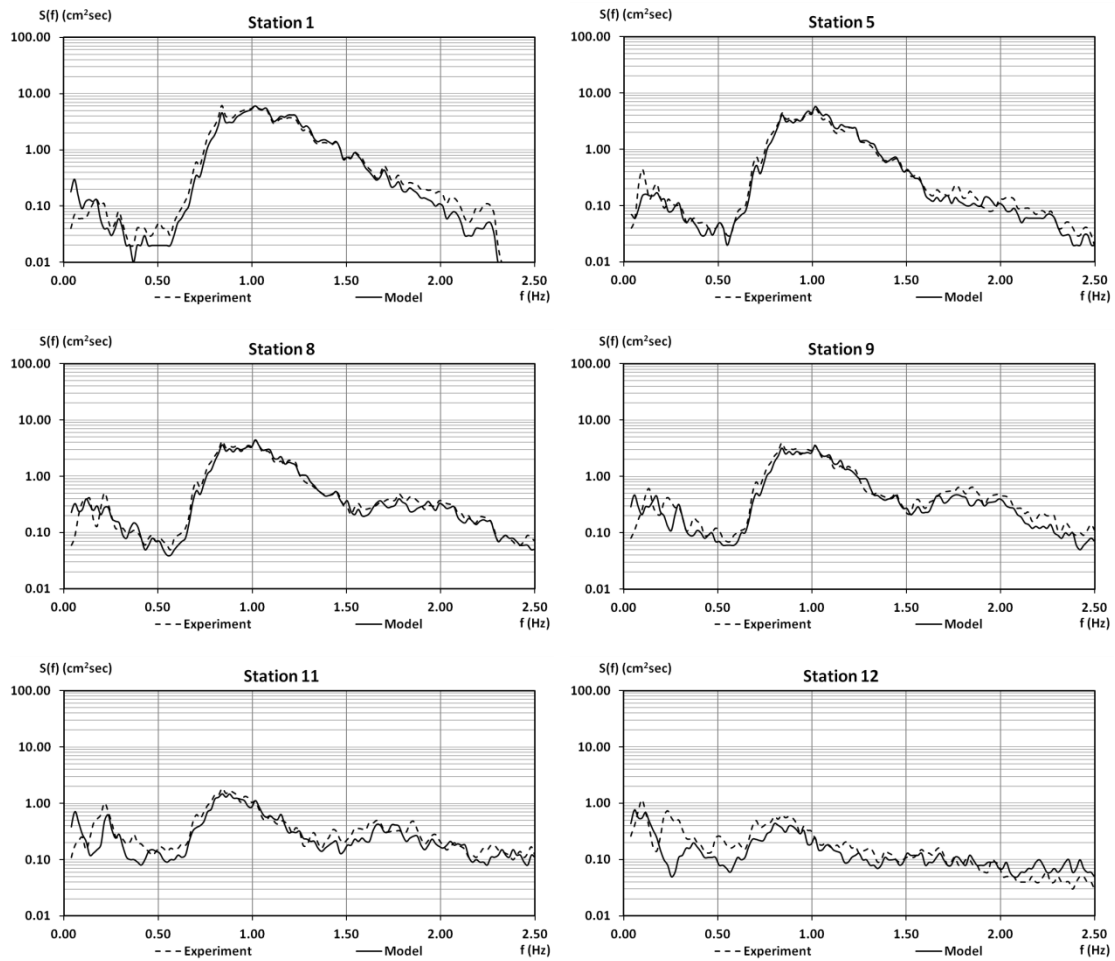 S(f) (cm²sec)
Station 1
100.00
10.00
1.00
0.10
0.01
0.00 0.50 1.00 1.50 2.00 2.50
Experiment Model f (Hz)
S(f) (cm²sec)
Station 5
100.00
10.00
1.00
0.10
0.01
0.00 0.50 1.00 1.50 2.00 2.50
Experiment Model f (Hz)
S(f) (cm²sec)
Station 8
100.00
10.00
1.00
0.10
0.01
0.00 0.50 1.00 1.50 2.00 2.50
Experiment Model f (Hz)
S(f) (cm²sec)
Station 9
100.00
10.00
1.00
0.10
0.01
0.00 0.50 1.00 1.50 2.00 2.50
Experiment Model f (Hz)
S(f) (cm²sec)
Station 11
100.00
10.00
1.00
0.10
0.01
0.00 0.50 1.00 1.50 2.00 2.50
Experiment Model f (Hz)
S(f) (cm²sec)
Station 12
100.00
10.00
1.00
0.10
0.01
0.00 0.50 1.00 1.50 2.00 2.50
Experiment Model f (Hz)